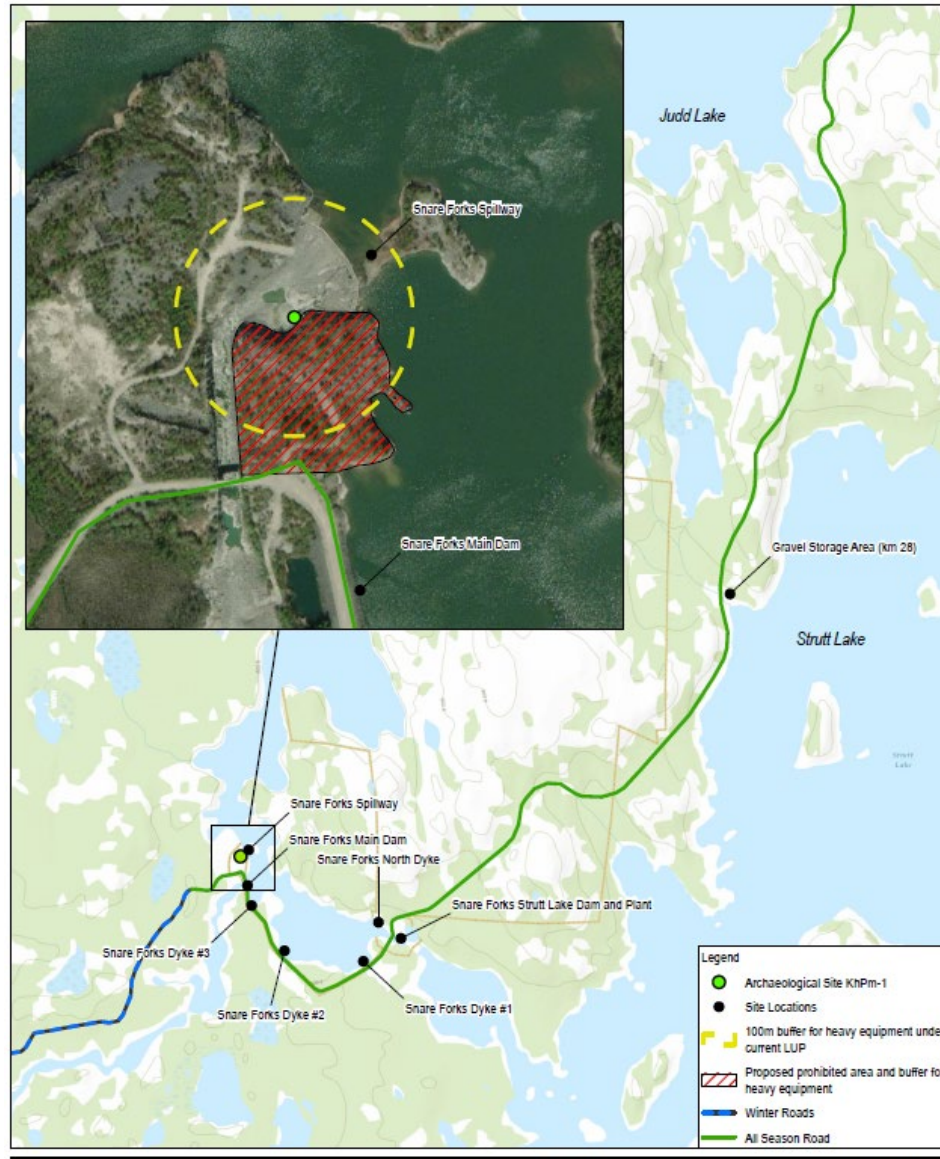 Judd Lake
Snare Forks Spillway
Snare Forks Main Dam
Gravel Storage Area (km 28)
Strutt Lake
Strutt
Lake
Snare Forks Spillway
Snare Forks Main Dam
Snare Forks North Dyke
Snare Forks Strutt Lake Dam and Plant
Snare Forks Dyke #3
Snare Forks Dyke #2
Snare Forks Dyke #1
Legend
Archaeological Site KhPm-1
Site Locations
100m buffer for heavy equipment unde
current LUP
Proposed prohibited area and buffer fo
heavy equipment
Winter Roads
All Season Road